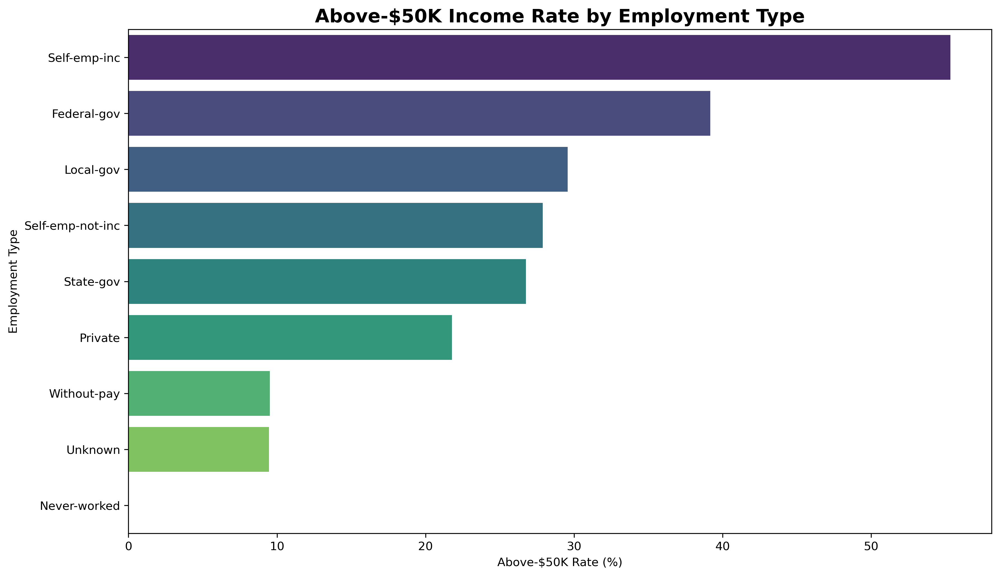 Above-$50K Income Rate by Employment Type
Employment Type
Self-emp-inc
Federal-gov
Local-gov
Self-emp-not-inc
State-gov
Private
Without-pay
Unknown
Never-worked
0 10 20 30 40 50
Above-$50K Rate (%)